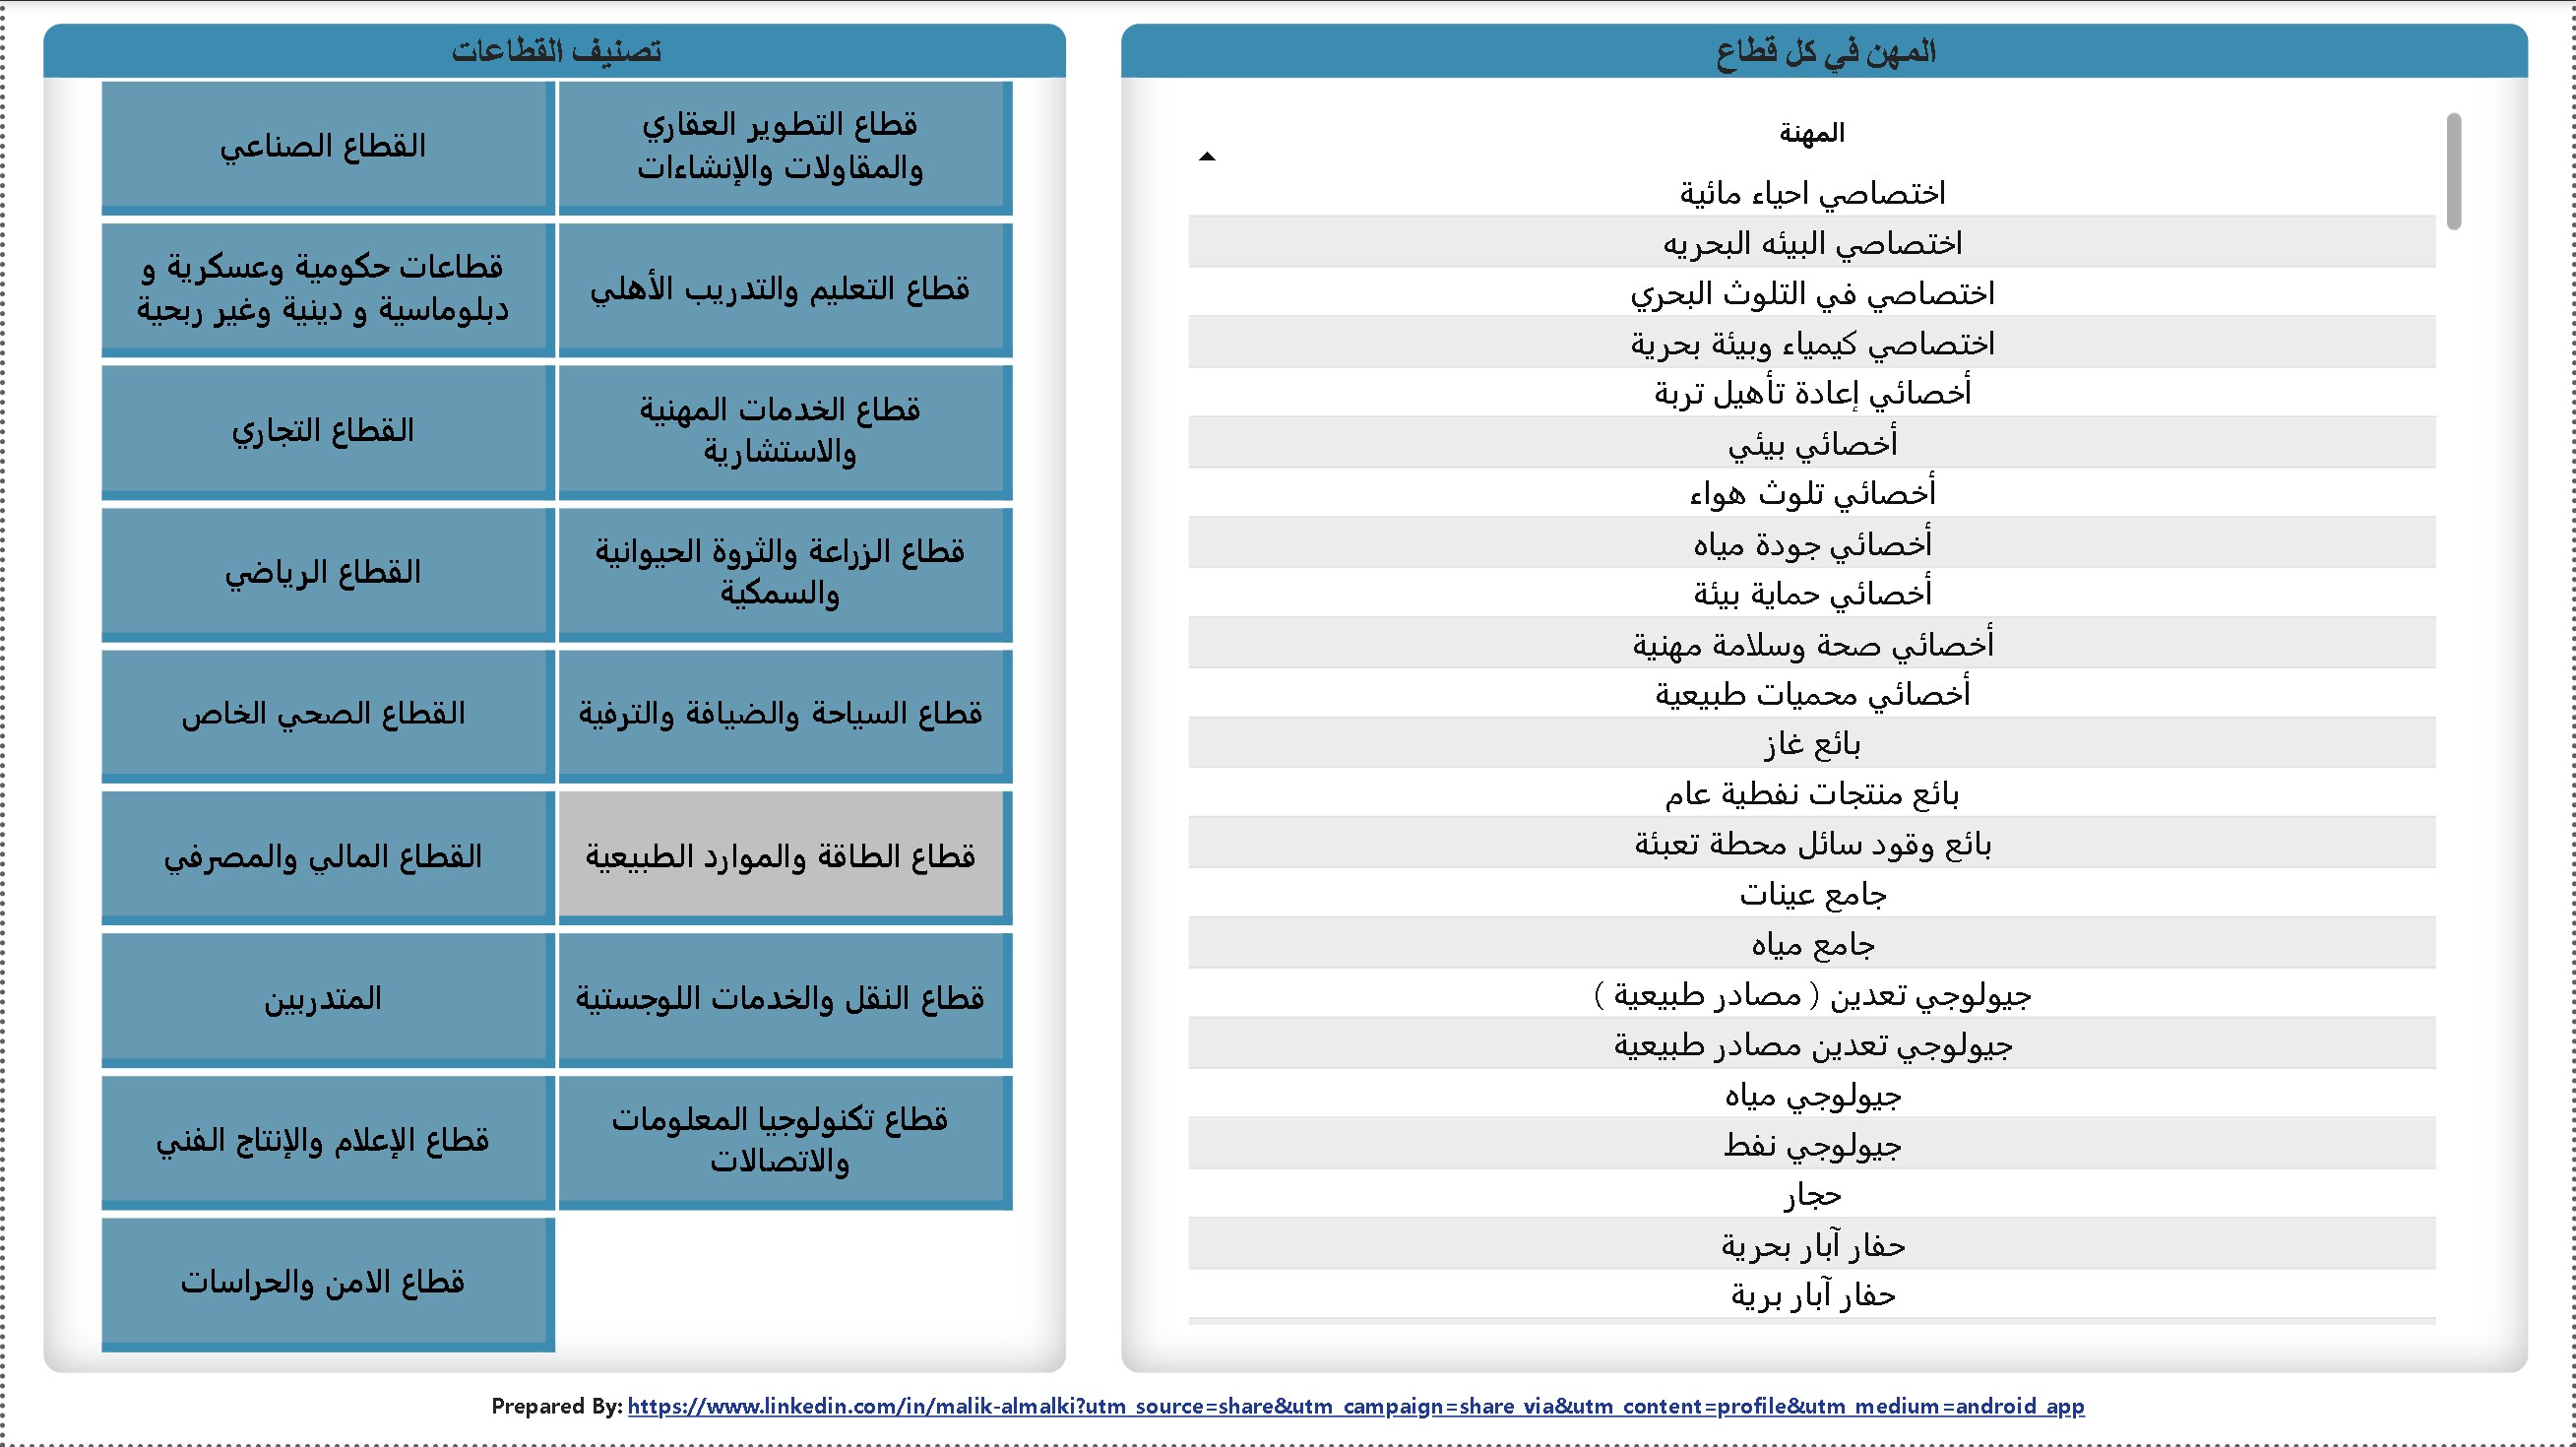 المهن في كل قطاع
المهنة
اختصاصي احياء مائية
اختصاصي البيئه البحريه
اختصاصي في التلوث البحري
اختصاصي كيمياء وبيئة بحرية
أخصائي إعادة تأهيل تربة
أخصائي بيئي
أخصائي تلوث هواء
أخصائي جودة مياه
أخصائي حماية بيئة
أخصائي صحة وسلامة مهنية
أخصائي محميات طبيعية
بائع غاز
بائع منتجات نفطية عام
بائع وقود سائل محطة تعبئة
جامع عينات
جامع مياه
جيولوجي تعدين ( مصادر طبيعية )
جيولوجي تعدين مصادر طبيعية
جيولوجي مياه
جيولوجي نفط
حجار
حفار آبار بحرية
حفار آبار برية
تصنيف القطاعات
قطاع التطوير العقاري
والمقاولات والإنشاءات
القطاع الصناعي
قطاع التعليم والتدريب الأهلي
قطاعات حكومية وعسكرية و
دبلوماسية و دينية وغير ربحية
قطاع الخدمات المهنية
والاستشارية
القطاع التجاري
قطاع الزراعة والثروة الحيوانية
والسمكية
القطاع الرياضي
قطاع السياحة والضيافة والترفية
القطاع الصحي الخاص
قطاع الطاقة والموارد الطبيعية
القطاع المالي والمصرفي
قطاع النقل والخدمات اللوجستية
المتدربين
قطاع تكنولوجيا المعلومات
والاتصالات
قطاع الإعلام والإنتاج الفني
قطاع الامن والحراسات
Prepared By: https://www.linkedin.com/in/malik-almalki?utm_source=share&utm_campaign=share_via&utm_content=profile&utm_medium=android_app